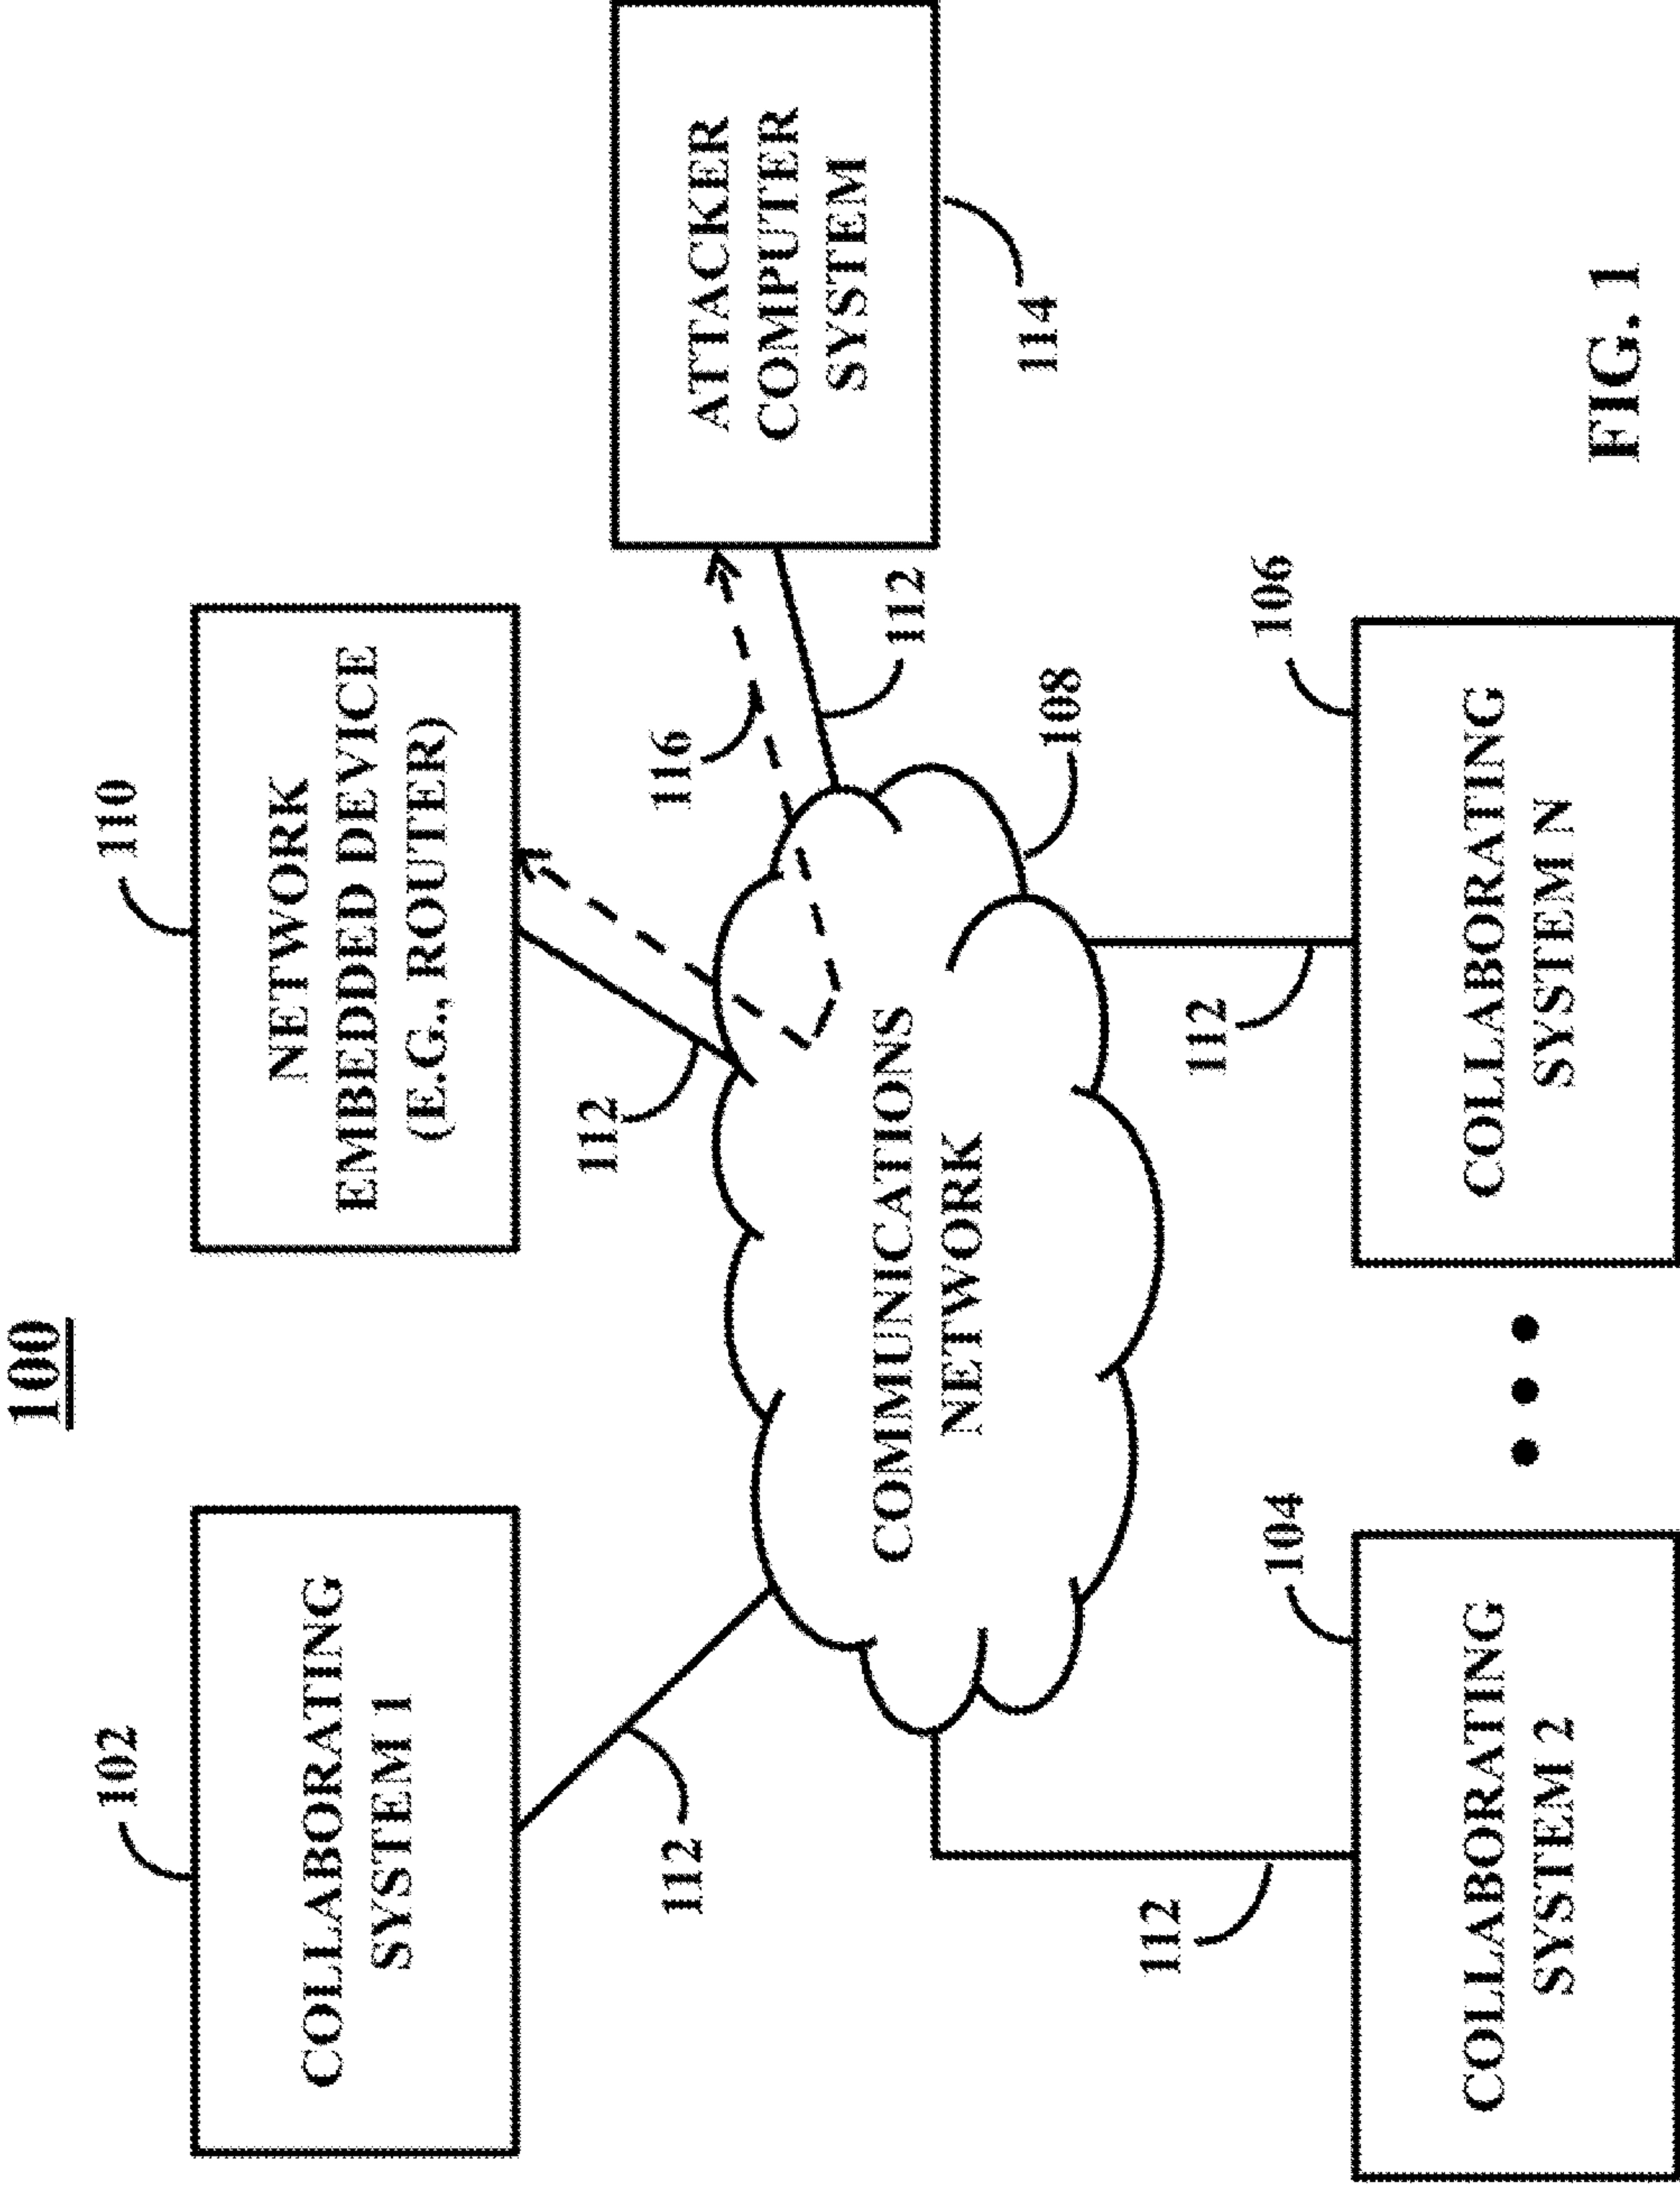 100
102
COLLABORATING
SYSTEM 1
110
NETWORK
EMBEDDED DEVICE
(E.G., ROUTER)
112
112
116
ATTACKER
COMPUTER
SYSTEM
114
112
COMMUNICATIONS
NETWORK
108
112
112
104
COLLABORATING
SYSTEM 2
106
COLLABORATING
SYSTEM N
FIG. 1